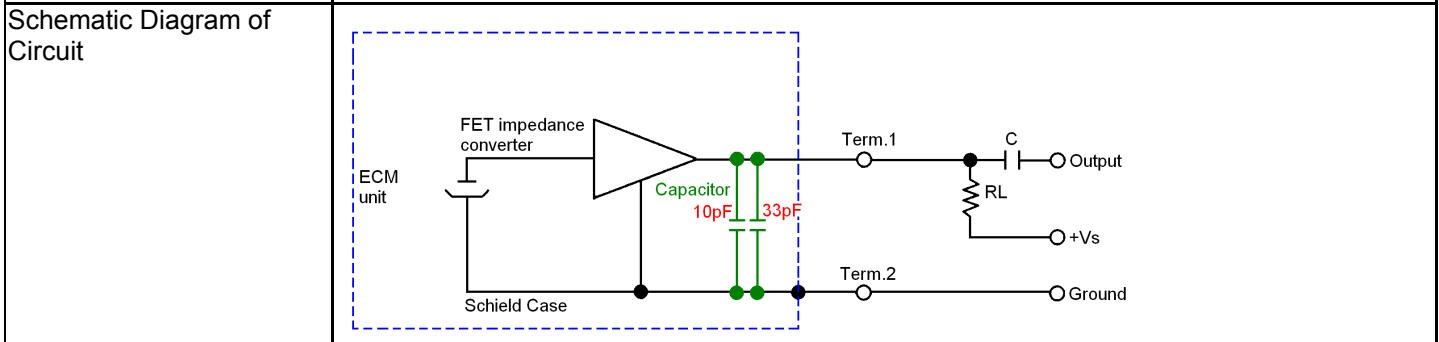 Schematic Diagram of
Circuit
FET impedance
converter
ECM
unit
Capacitor
10pF
33pF
Schield Case
Term.1
C
Output
RL
+Vs
Term.2
Ground